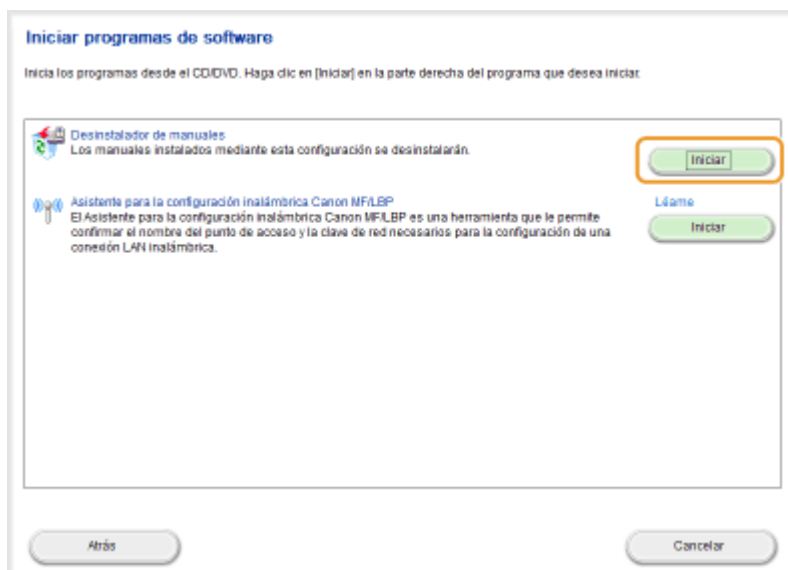 Iniciar programas de software
Inicia los programas desde el CD/DVD. Haga clic en [Iniciar] en la parte derecha del programa que desea iniciar.
Desinstalador de manuales
Los manuales instalados mediante esta configuración se desinstalarán.
Iniciar
Asistente para la configuración inalámbrica Canon MF/LBP
Léame
El Asistente para la configuración inalámbrica Canon MF/LBP es una herramienta que le permite
confirmar el nombre del punto de acceso y la clave de red necesarios para la configuración de una
conexión LAN inalámbrica.
Iniciar
Atrás
Cancelar